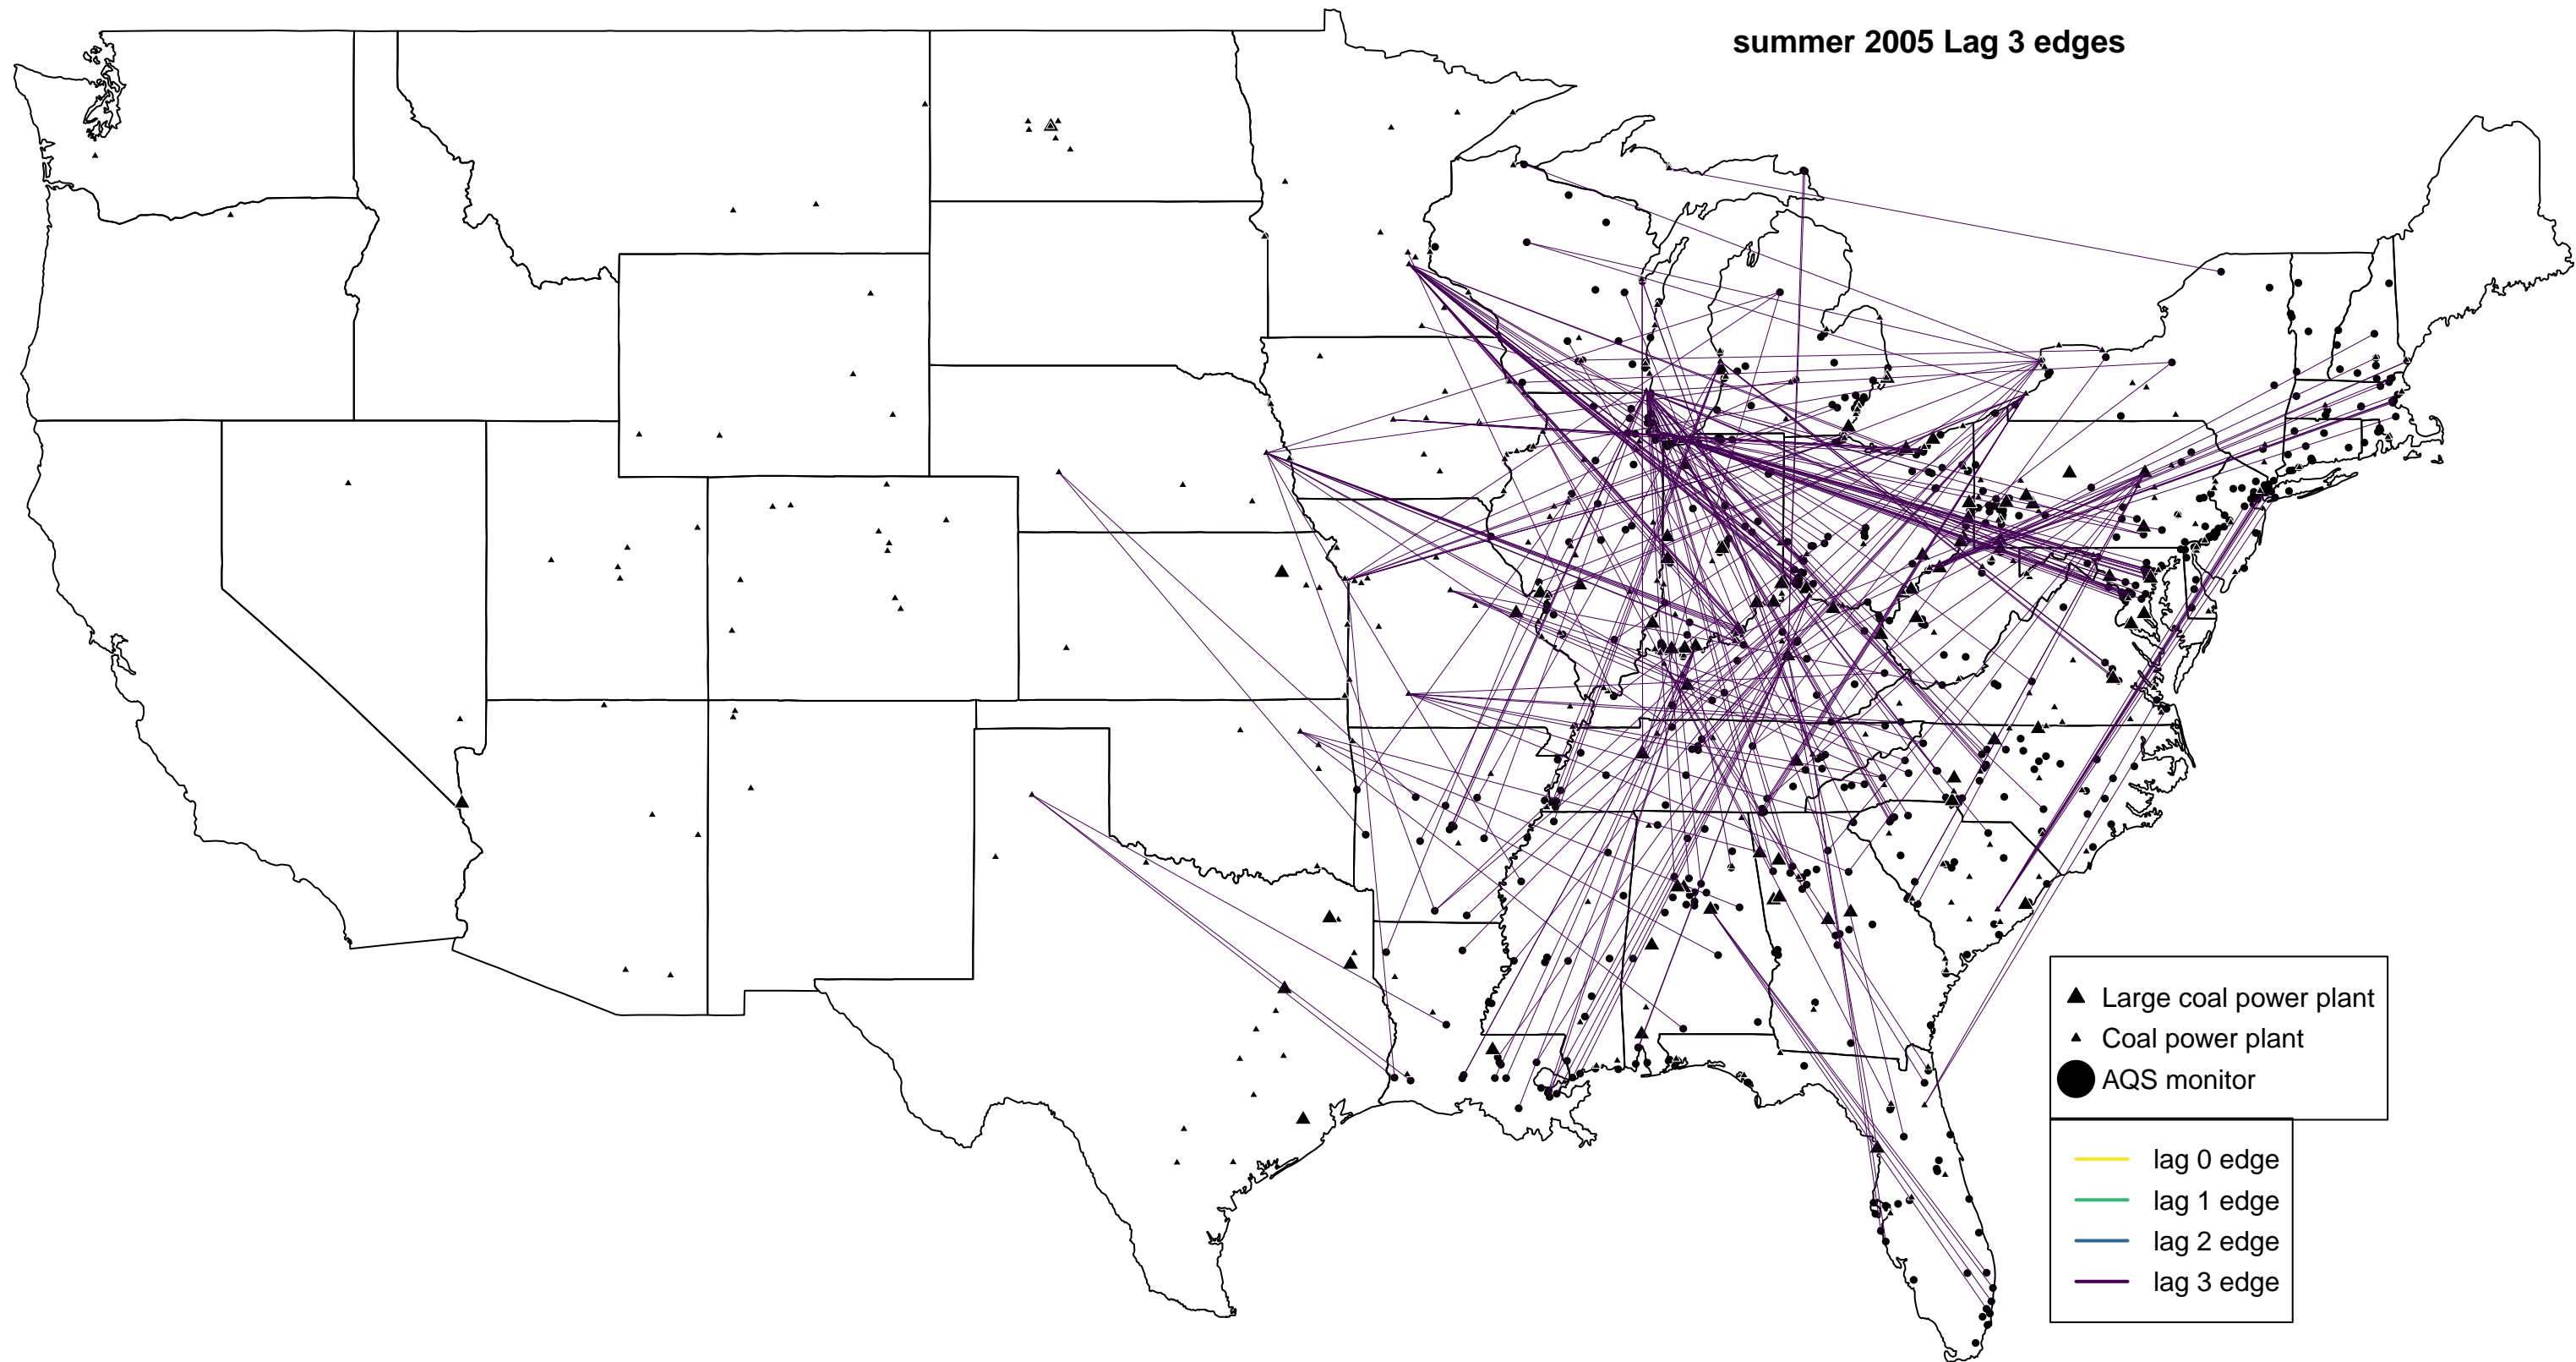 summer 2005 Lag 3 edges
Large coal power plant
Coal power plant
AQS monitor
lag 0 edge
lag 1 edge
lag 2 edge
lag 3 edge